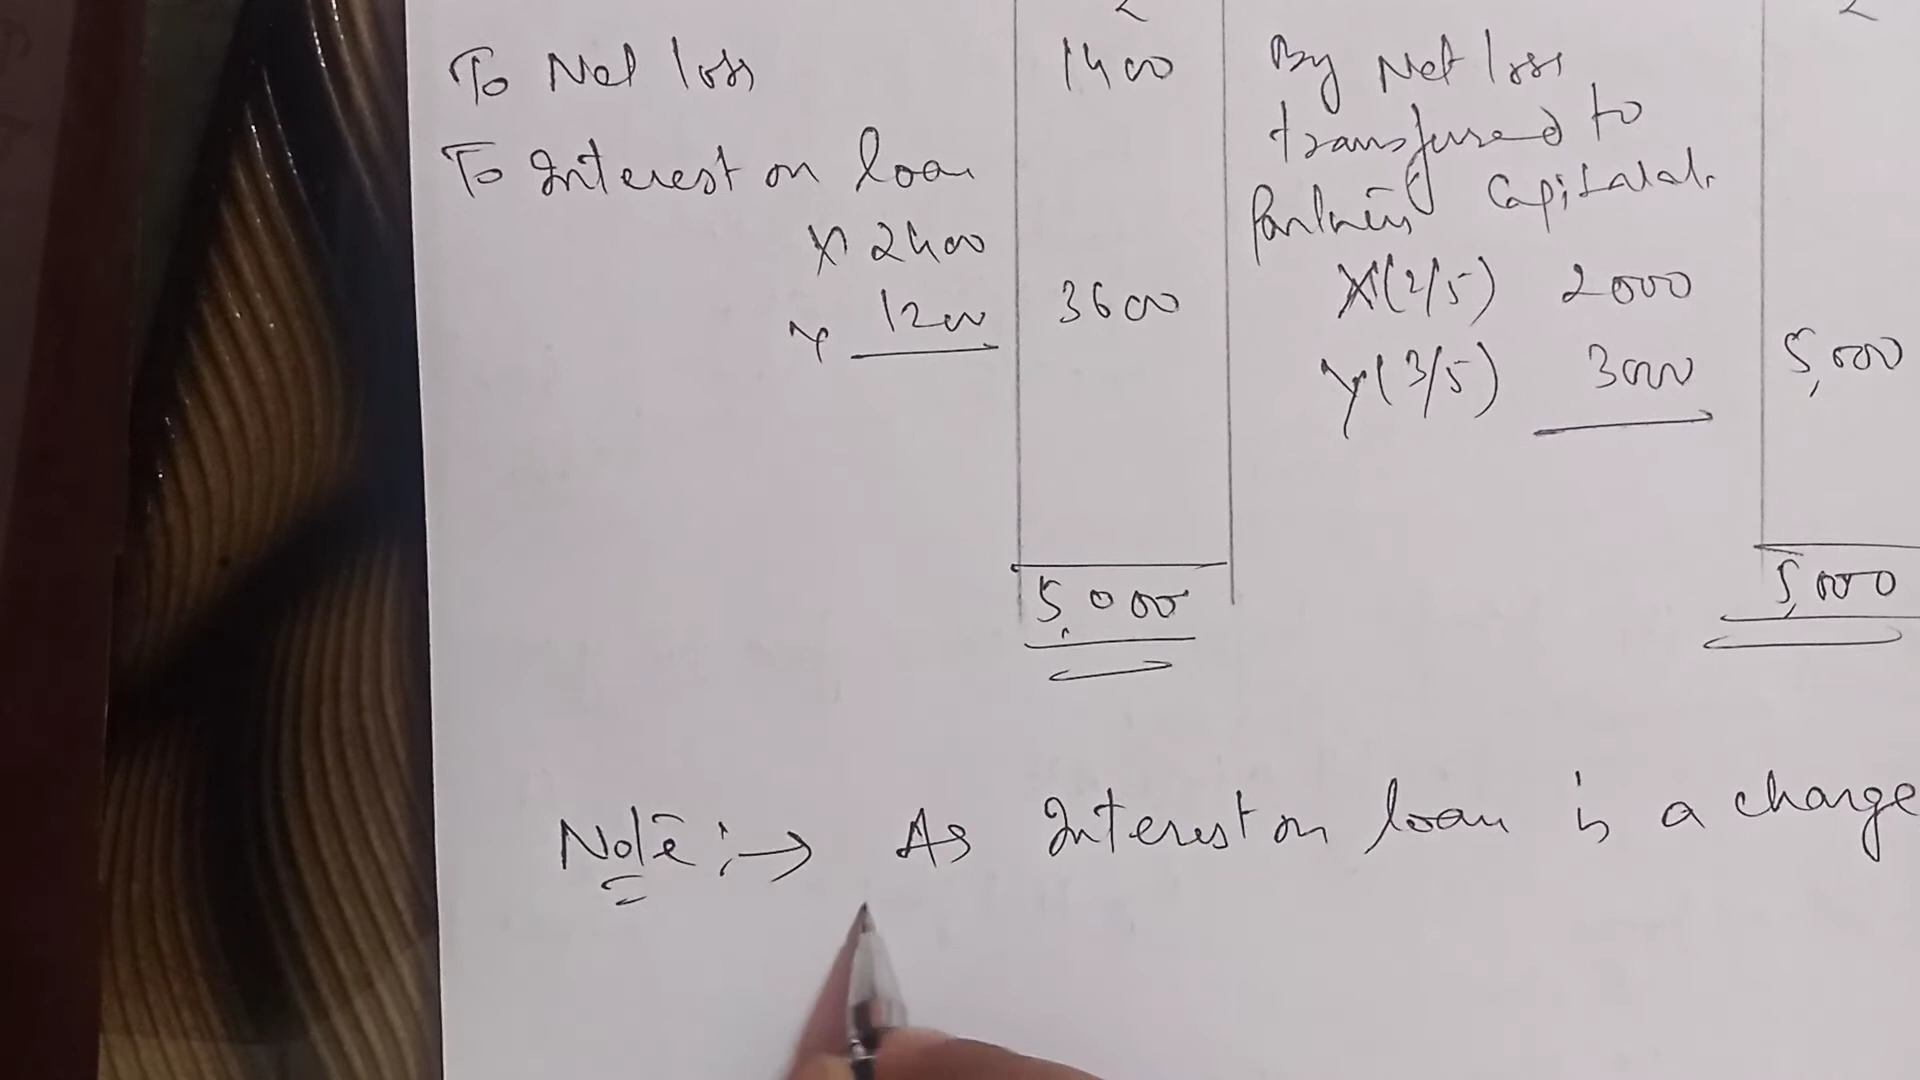 To Net loss 1400
To Interest on loan
X 2400
Y 1200 3600
5,000
By Net loss
transfered to
Partners Capital a/c.
X(2/5) 2000
Y(3/5) 3000 5,000
5,000
Note :→ As Interest on loan is a charge